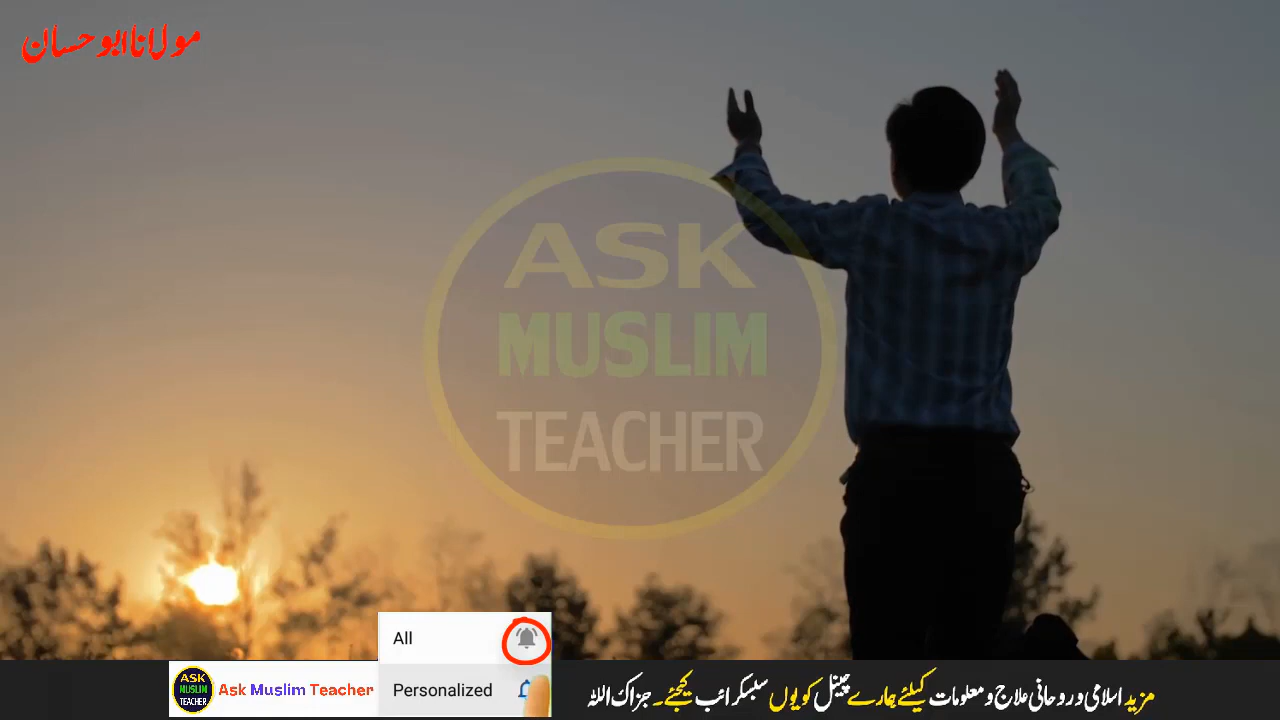 مولانا ابو حسان
ASK
MUSLIM
TEACHER
All
Personalized
ASK
MUSLIM
TEACHER
Ask Muslim Teacher
مزید اسلامی و روحانی علاج و معلومات کیلئے ہمارے چینل کو یوں سبسکرائب کیجئے۔ جزاک اللہ